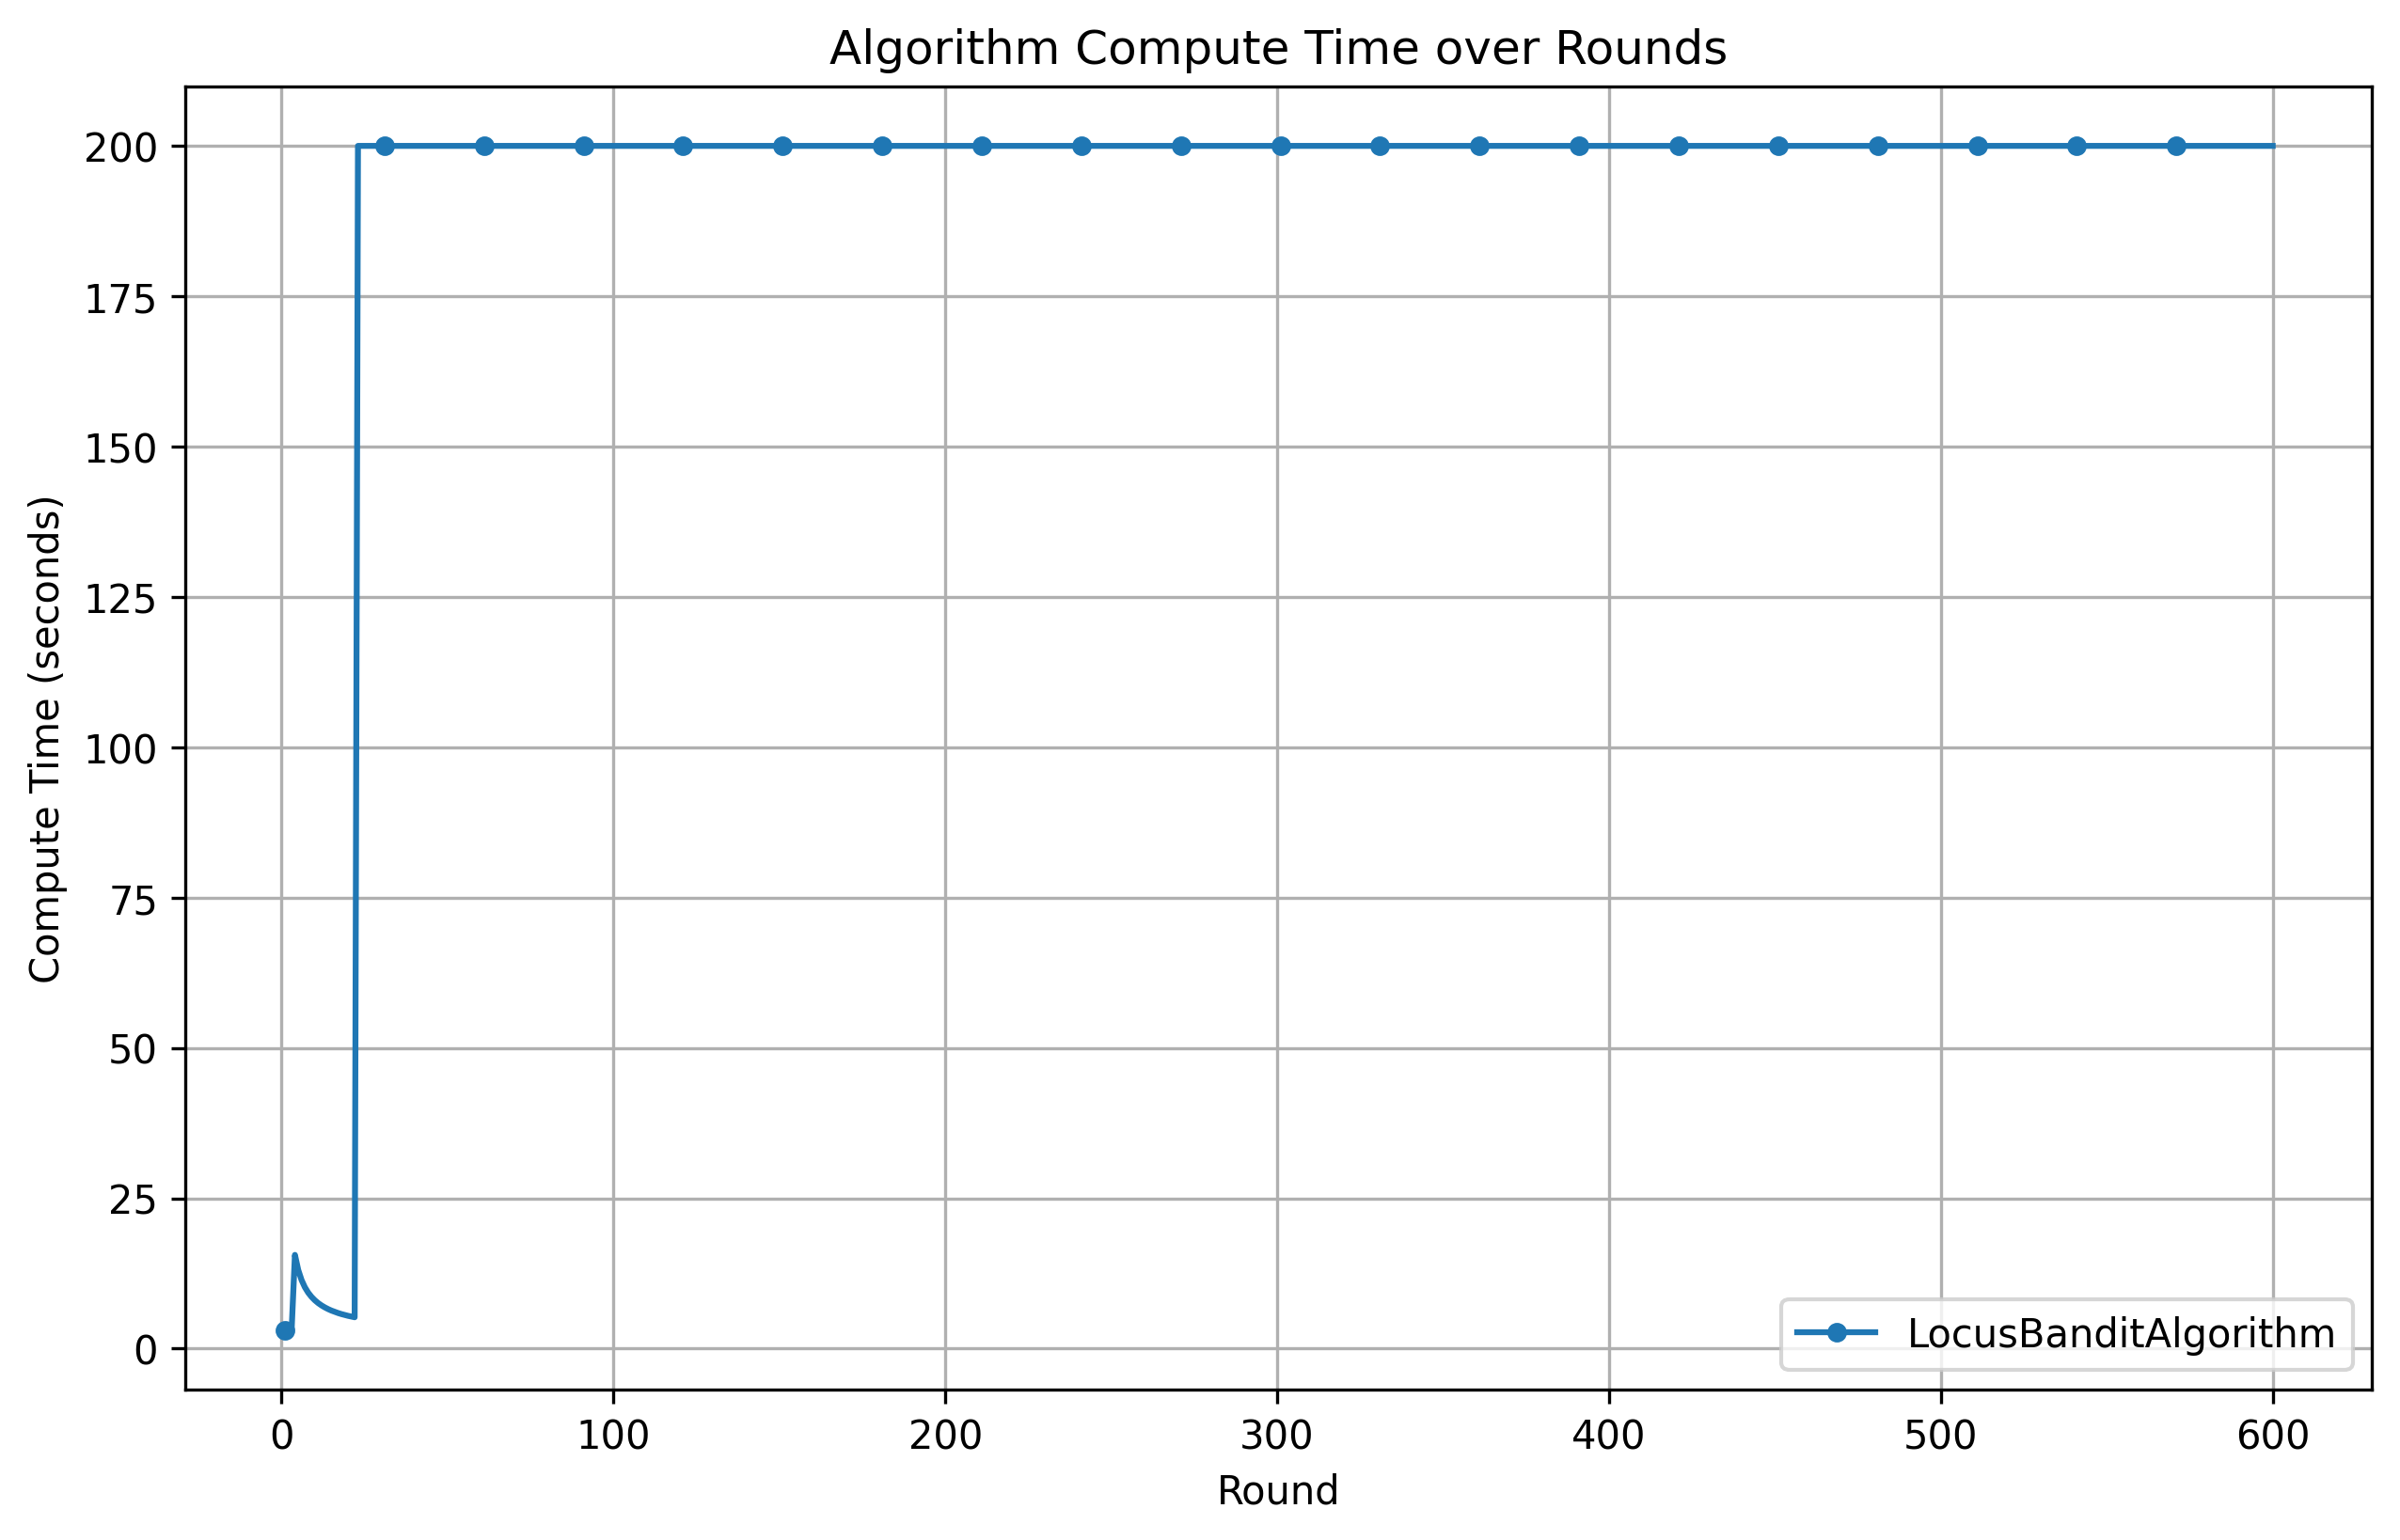 Algorithm Compute Time over Rounds
Compute Time (seconds)
200
175
150
125
100
75
50
25
0
LocusBanditAlgorithm
0 100 200 300 400 500 600
Round